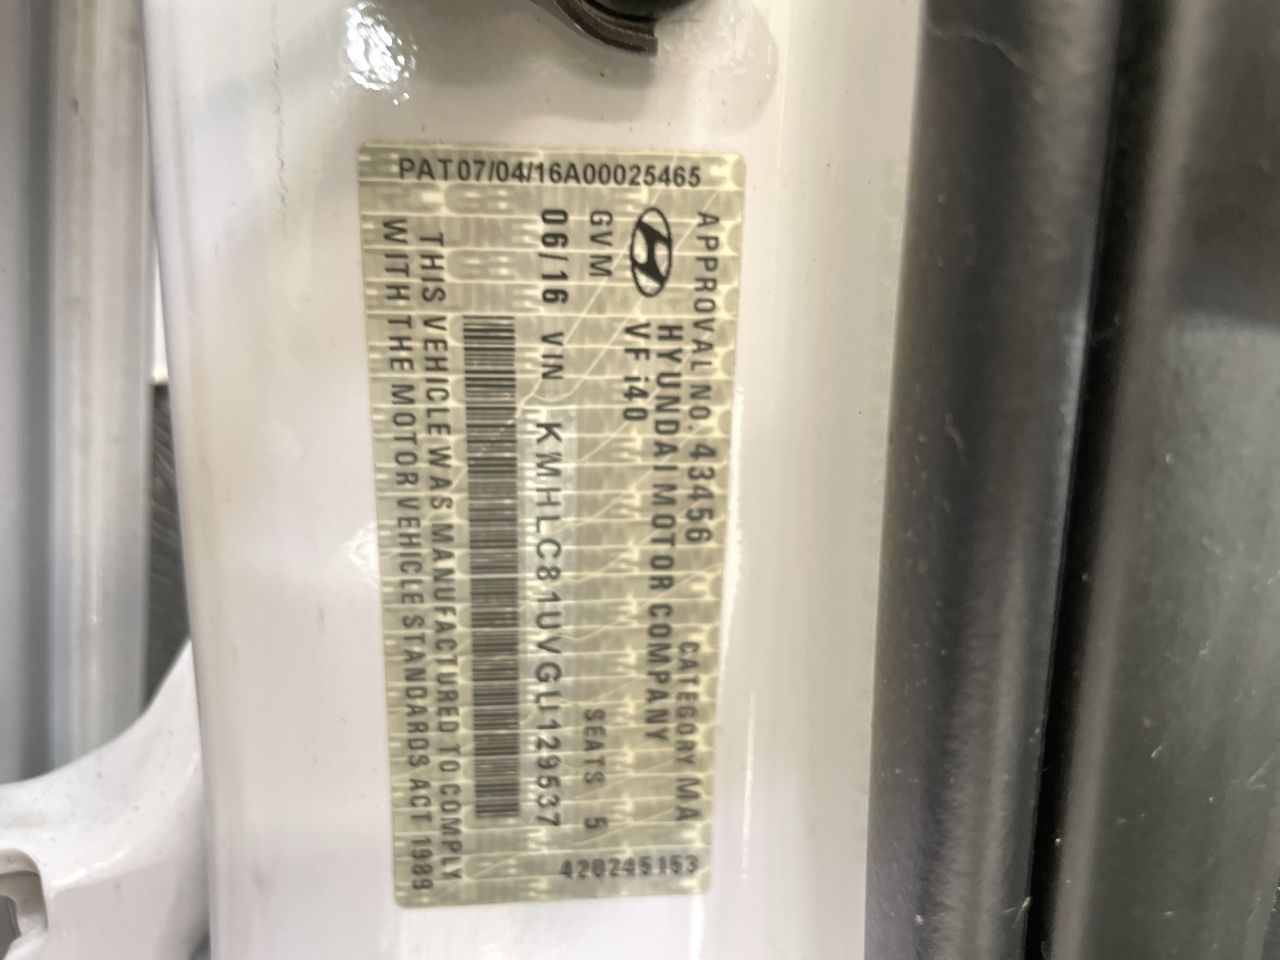 PAT07/04/16A00025465
APPROVAL NO. 43456 CATEGORY MA
HYUNDAI MOTOR COMPANY
VF i40
GVM SEATS 5
06/16 VIN KMHLC81UVGU129537
THIS VEHICLE WAS MANUFACTURED TO COMPLY
WITH THE MOTOR VEHICLE STANDARDS ACT 1989
420245153